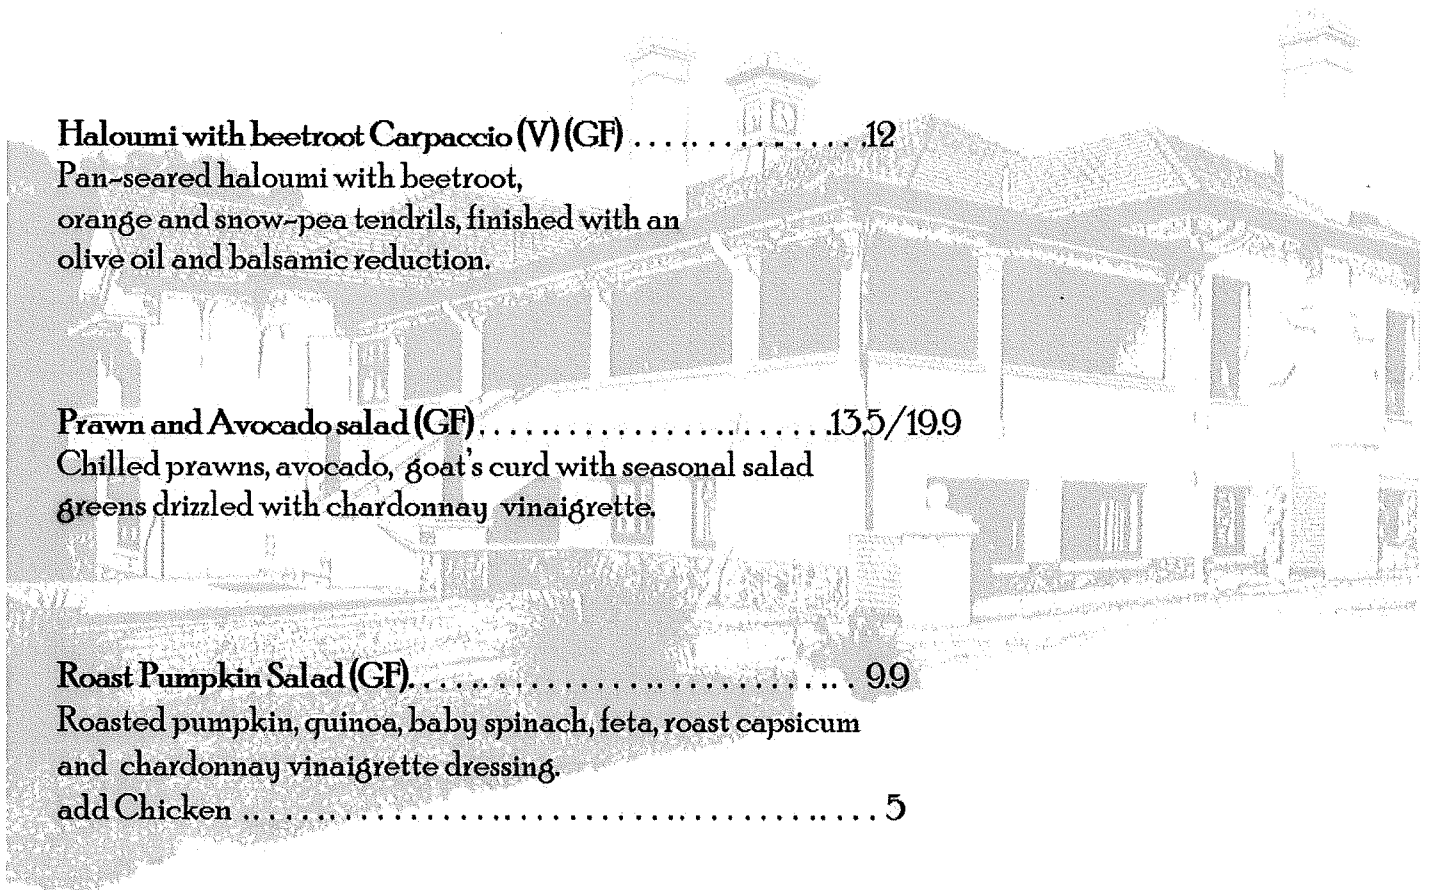 Haloumi with beetroot Carpaccio (V) (GF) . . . . . . . . . . . . . . . .12
Pan-seared haloumi with beetroot,
orange and snow-pea tendrils, finished with an
olive oil and balsamic reduction.
Prawn and Avocado salad (GF). . . . . . . . . . . . . . . . . . . . . . . .13.5/19.9
Chilled prawns, avocado, goat's curd with seasonal salad
greens drizzled with chardonnay vinaigrette.
Roast Pumpkin Salad (GF). . . . . . . . . . . . . . . . . . . . . . . . . . . . . . 9.9
Roasted pumpkin, quinoa, baby spinach, feta, roast capsicum
and chardonnay vinaigrette dressing.
add Chicken . . . . . . . . . . . . . . . . . . . . . . . . . . . . . . . . . . . . . . . . . . . 5